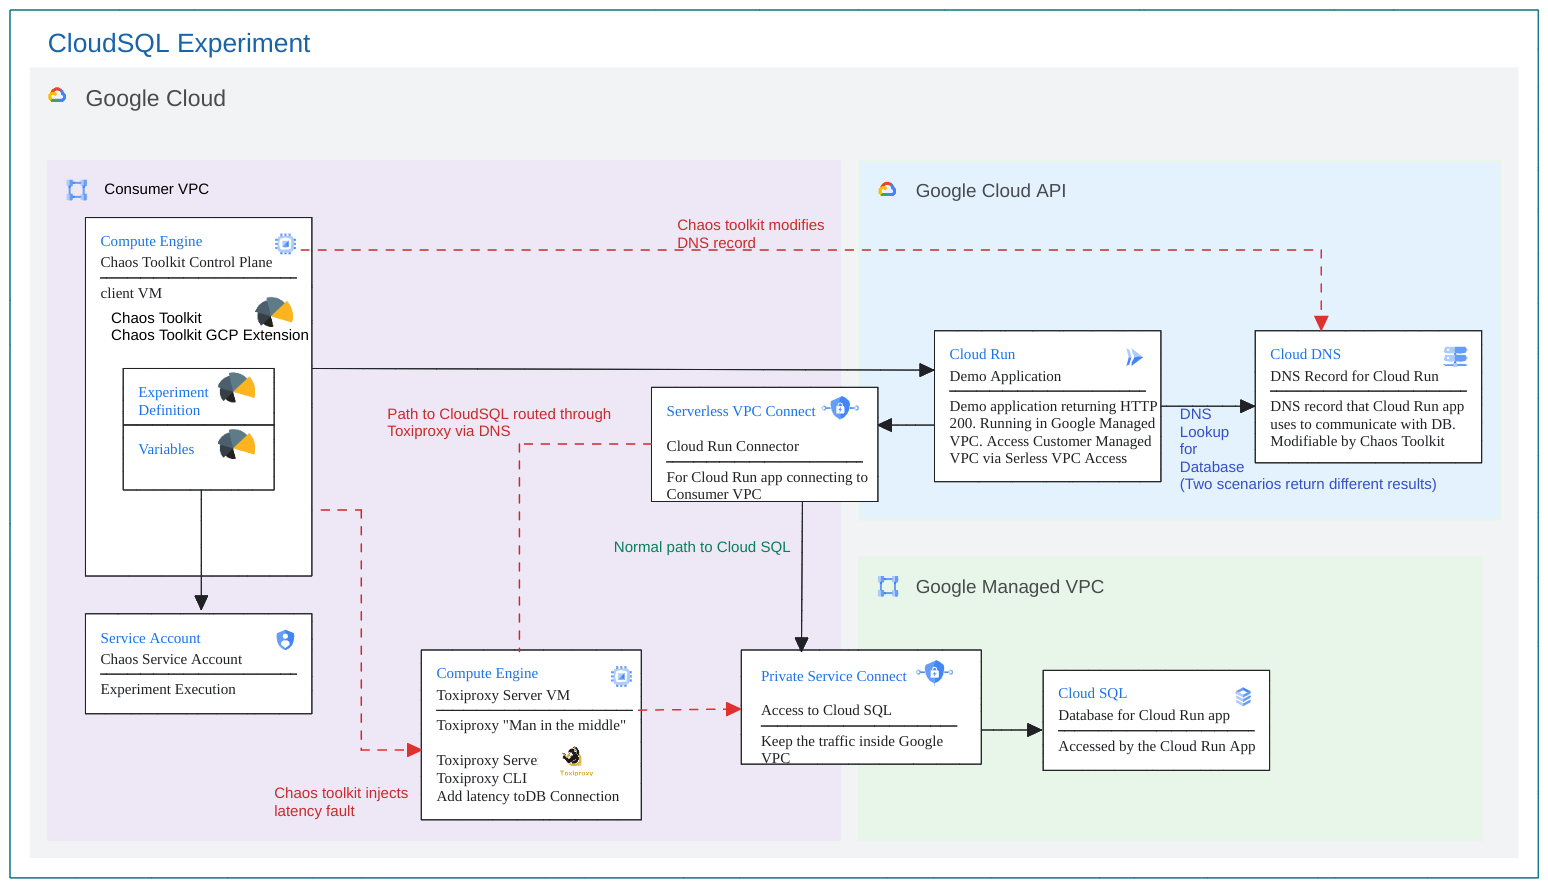 CloudSQL Experiment
Google Cloud
Consumer VPC
Compute Engine
Chaos Toolkit Control Plane
client VM
Chaos Toolkit
Chaos Toolkit GCP Extension
Experiment
Definition
Variables
Service Account
Chaos Service Account
Experiment Execution
Chaos toolkit modifies
DNS record
Path to CloudSQL routed through
Toxiproxy via DNS
Serverless VPC Connect
Cloud Run Connector
For Cloud Run app connecting to
Consumer VPC
Normal path to Cloud SQL
Chaos toolkit injects
latency fault
Compute Engine
Toxiproxy Server VM
Toxiproxy "Man in the middle"
Toxiproxy Serve
Toxiproxy CLI
Add latency toDB Connection
Toxiproxy
Private Service Connect
Access to Cloud SQL
Keep the traffic inside Google
VPC
Google Cloud API
Cloud Run
Demo Application
Demo application returning HTTP
200. Running in Google Managed
VPC. Access Customer Managed
VPC via Serless VPC Access
DNS
Lookup
for
Database
(Two scenarios return different results)
Cloud DNS
DNS Record for Cloud Run
DNS record that Cloud Run app
uses to communicate with DB.
Modifiable by Chaos Toolkit
Google Managed VPC
Cloud SQL
Database for Cloud Run app
Accessed by the Cloud Run App